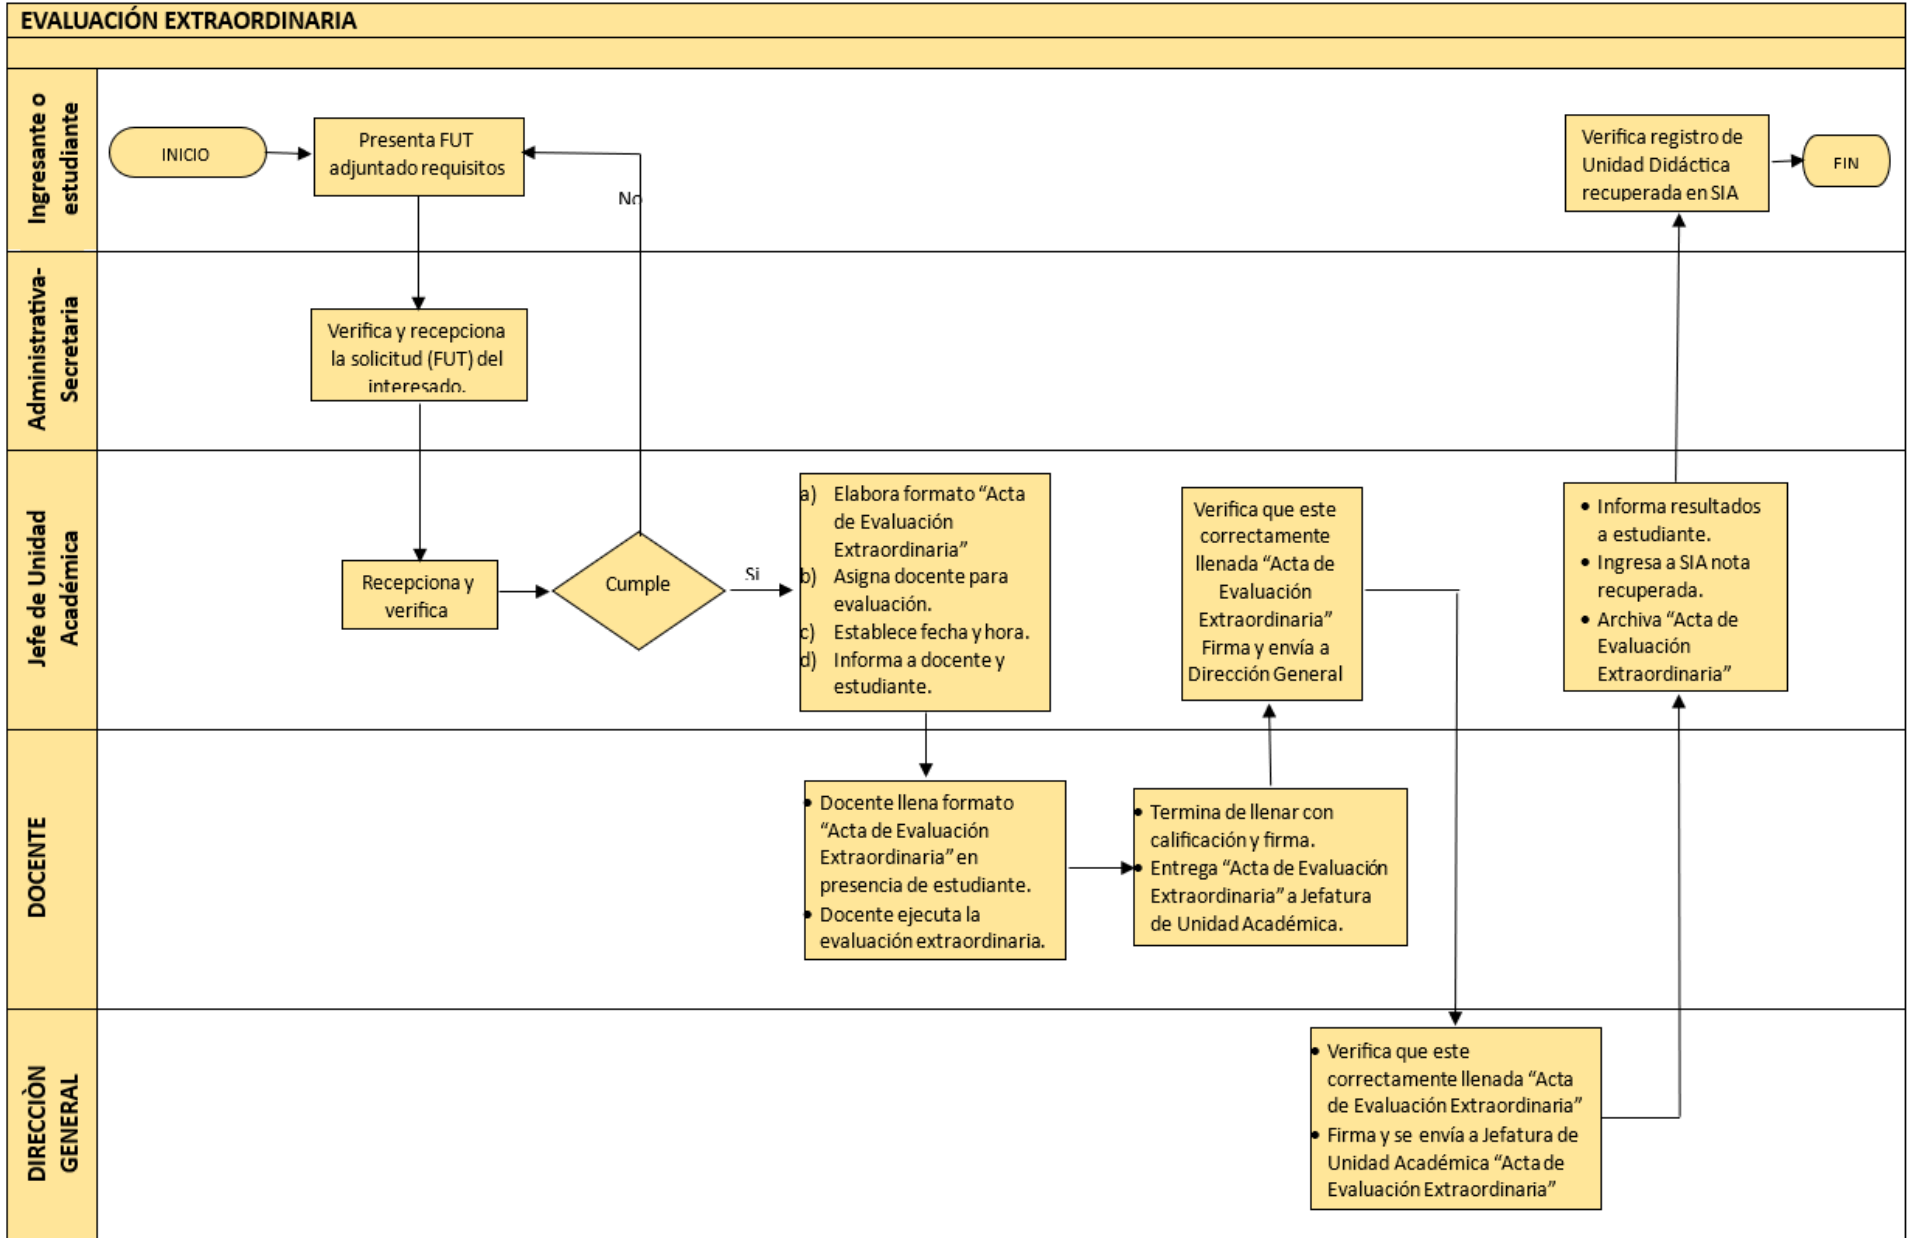 EVALUACIÓN EXTRAORDINARIA
Ingresante o
estudiante
INICIO
Presenta FUT
adjuntado requisitos
No
Verifica registro de
Unidad Didáctica
recuperada en SIA
FIN
Administrativa-
Secretaria
Verifica y recepciona
la solicitud (FUT) del
interesado.
Jefe de Unidad
Académica
Recepciona y
verifica
Cumple
Si
a) Elabora formato “Acta
de Evaluación
Extraordinaria”
b) Asigna docente para
evaluación.
c) Establece fecha y hora.
d) Informa a docente y
estudiante.
Verifica que este
correctamente
llenada “Acta de
Evaluación
Extraordinaria”
Firma y envía a
Dirección General
• Informa resultados
a estudiante.
• Ingresa a SIA nota
recuperada.
• Archiva “Acta de
Evaluación
Extraordinaria”
DOCENTE
• Docente llena formato
“Acta de Evaluación
Extraordinaria” en
presencia de estudiante.
• Docente ejecuta la
evaluación extraordinaria.
• Termina de llenar con
calificación y firma.
• Entrega “Acta de Evaluación
Extraordinaria” a Jefatura
de Unidad Académica.
DIRECCIÒN
GENERAL
• Verifica que este
correctamente llenada “Acta
de Evaluación Extraordinaria”
• Firma y se envía a Jefatura de
Unidad Académica “Acta de
Evaluación Extraordinaria”